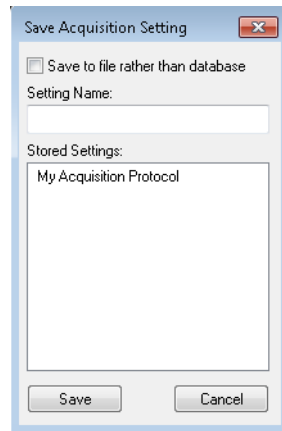 Save Acquisition Setting
Save to file rather than database
Setting Name:
Stored Settings:
My Acquisition Protocol
Save Cancel